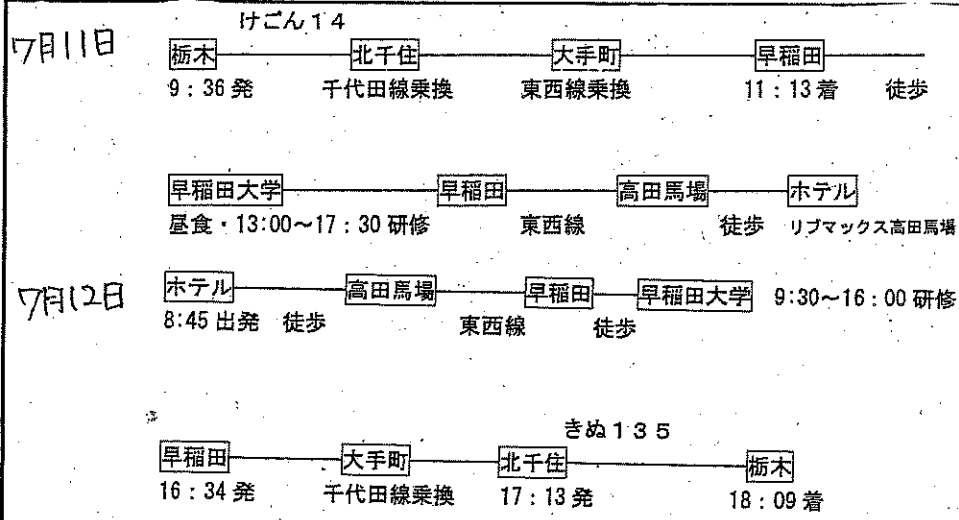 けごん14
7月11日
栃木 北千住 大手町 早稲田
9:36発 千代田線乗換 東西線乗換 11:13着 徒歩
早稲田大学 早稲田 高田馬場 ホテル
昼食・13:00~17:30研修 東西線 徒歩 リブマックス高田馬場
7月12日
ホテル 高田馬場 早稲田 早稲田大学 9:30~16:00研修
8:45出発 徒歩 東西線 徒歩
きぬ135
早稲田 大手町 北千住 栃木
16:34発 千代田線乗換 17:13発 18:09着